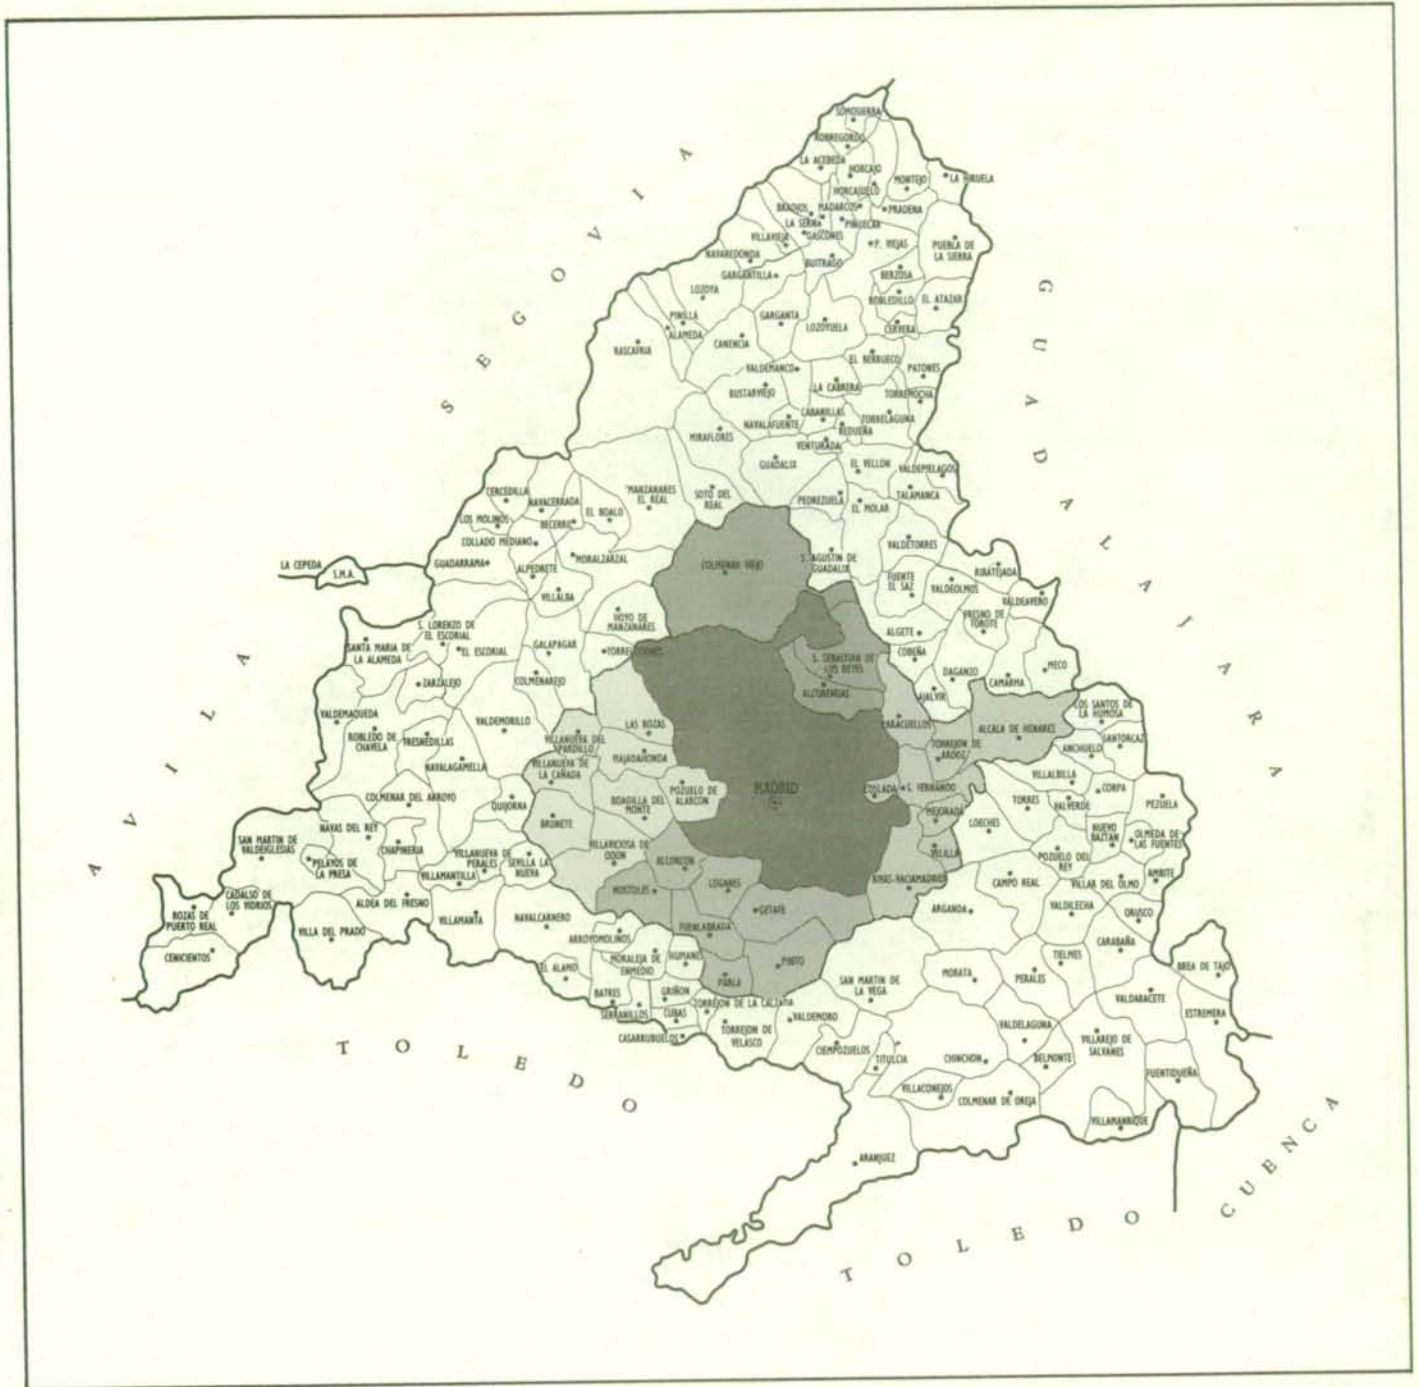 SEGOVIA
GUADALAJARA
AVILA
TOLEDO
TOLEDO
CUENCA
SOMOSIERRA
ROBREGORDO
LA ACEBEDA
HORCAJO
MONTEJO
LA HIRUELA
HORCAJUELO
BRAOJOS
MADARCOS
PRADENA
LA SERNA
PIÑUECAR
VILLAVIEJA
GASCONES
P. VIEJAS
PUEBLA DE
LA SIERRA
NAVAREDONDA
BUITRAGO
GARGANTILLA
BERZOSA
LOZOYA
ROBLEDILLO
EL ATAZAR
PINILLA
GARGANTA
LOZOYUELA
CERVERA
ALAMEDA
CANENCIA
RASCAFRIA
EL BERRUECO
VALDEMANCO
PATONES
BUSTARVIEJO
LA CABRERA
TORREMOCHA
CABANILLAS
TORRELAGUNA
NAVALAFUENTE
REDUEÑA
MIRAFLORES
VENTURADA
GUADALIX
EL VELLON
VALDEPIELAGOS
CERCEDILLA
NAVACERRADA
MANZANARES
EL REAL
SOTO DEL
REAL
PEDREZUELA
TALAMANCA
EL MOLAR
LOS MOLINOS
BECERRIL
EL BOALO
COLLADO MEDIANO
VALDETORRES
S. AGUSTIN DE
GUADALIX
LA CEPEDA
S.M.A.
GUADARRAMA
MORALZARZAL
ALPEDRETE
COLMENAR VIEJO
RIBATEJADA
FUENTE
EL SAZ
VALDEOLMOS
VALDEAVERO
VILLALBA
HOYO DE
MANZANARES
FRESNO DE
TOROTE
S. LORENZO DE
EL ESCORIAL
ALGETE
SANTA MARIA DE
LA ALAMEDA
EL ESCORIAL
GALAPAGAR
TORRELODONES
S. SEBASTIAN DE
LOS REYES
COBEÑA
MECO
ZARZALEJO
COLMENAREJO
DAGANZO
CAMARMA
ALCOBENDAS
AJALVIR
LOS SANTOS DE
LA HUMOSA
VALDEMAQUEDA
ROBLEDO DE
CHAVELA
FRESNEDILLAS
VALDEMORILLO
LAS ROZAS
PARACUELLOS
ALCALA DE HENARES
VILLANUEVA DEL
PARDILLO
SANTORCAZ
TORREJON DE
ARDOZ
ANCHUELO
NAVALAGAMELLA
VILLANUEVA DE
LA CAÑADA
MAJADAHONDA
VILLALBILLA
CORPA
COLMENAR DEL ARROYO
QUIJORNA
BOADILLA DEL
MONTE
POZUELO DE
ALARCON
MADRID
COSLADA
S. FERNANDO
TORRES
VALVERDE
PEZUELA
BRUNETE
MEJORADA
LOECHES
NUEVO
BAZTAN
OLMEDA DE
LAS FUENTES
NAVAS DEL REY
CHAPINERIA
SAN MARTIN DE
VALDEIGLESIAS
PELAYOS DE
LA PRESA
VILLANUEVA DE
PERALES
SEVILLA LA
NUEVA
VILLAVICIOSA DE
ODON
ALCORCON
VELILLA
POZUELO DEL
REY
VILLAMANTILLA
CAMPO REAL
VILLAR DEL OLMO
AMBITE
CADALSO DE
LOS VIDRIOS
ALDEA DEL FRESNO
MOSTOLES
LEGANES
RIVAS-VACIAMADRID
ROZAS DE
PUERTO REAL
VILLAMANTA
NAVALCARNERO
GETAFE
ARGANDA
VALDILECHA
ORUSCO
VILLA DEL PRADO
ARROYOMOLINOS
FUENLABRADA
CARABAÑA
CENICIENTOS
MORALEJA DE
ENMEDIO
HUMANES
TIELMES
EL ALAMO
PINTO
SAN MARTIN DE
LA VEGA
MORATA
PERALES
BREA DE TAJO
PARLA
BATRES
GRIÑON
TORREJON DE LA CALZADA
VALDARACETE
SERRANILLOS
CUBAS
ESTREMERA
CASARRUBUELOS
TORREJON DE
VELASCO
VALDEMORO
VALDELAGUNA
VILLAREJO DE
SALVANES
CIEMPOZUELOS
TITULCIA
CHINCHON
BELMONTE
FUENTIDUEÑA
VILLACONEJOS
COLMENAR DE OREJA
VILLAMANRIQUE
ARANJUEZ